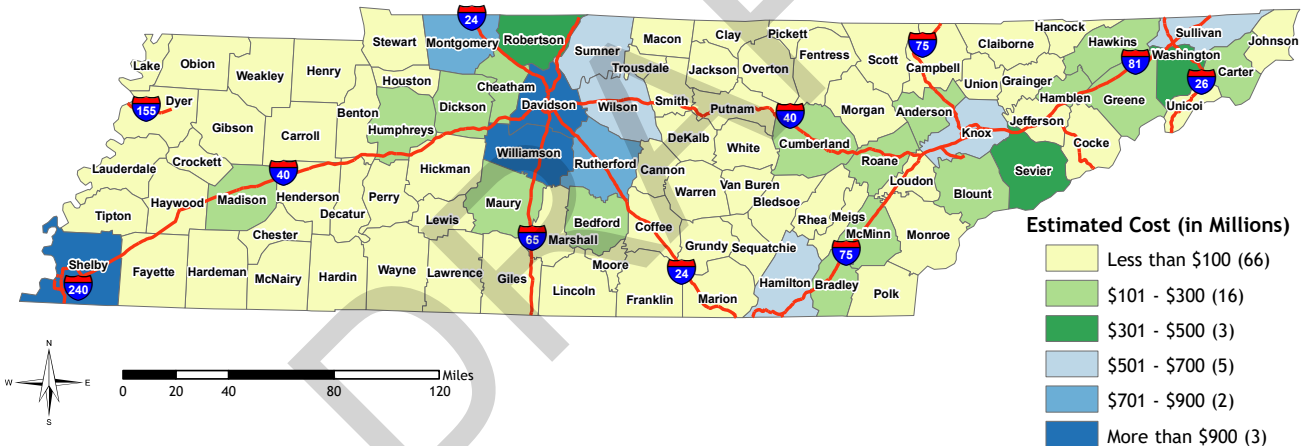 Stewart
Montgomery
24
Robertson
Sumner
Macon
Clay
Pickett
Fentress
Scott
75
Campbell
Claiborne
Hancock
Hawkins
81
Sullivan
Washington
Johnson
Lake
Obion
Weakley
Henry
Houston
Cheatham
Trousdale
Jackson
Overton
Union
Grainger
26
Carter
155
Dyer
Gibson
Carroll
Benton
Humphreys
Dickson
Davidson
Wilson
Smith
Putnam
40
Morgan
Anderson
Hamblen
Greene
Unicoi
Jefferson
Knox
Cocke
Lauderdale
Crockett
40
Hickman
Williamson
Rutherford
Cannon
DeKalb
White
Cumberland
Roane
Loudon
Sevier
Tipton
Haywood
Madison
Henderson
Decatur
Perry
Lewis
Maury
Bedford
Warren
Van Buren
Bledsoe
Rhea
Meigs
Blount
Shelby
240
Fayette
Hardeman
Chester
McNairy
Hardin
Wayne
Lawrence
Giles
65
Marshall
Moore
Coffee
Grundy
Sequatchie
McMinn
Monroe
75
Lincoln
Franklin
24
Marion
Hamilton
Bradley
Polk
Estimated Cost (in Millions)
Less than $100 (66)
$101 - $300 (16)
$301 - $500 (3)
$501 - $700 (5)
$701 - $900 (2)
More than $900 (3)
N
W
E
S
Miles
0 20 40 80 120
DRA